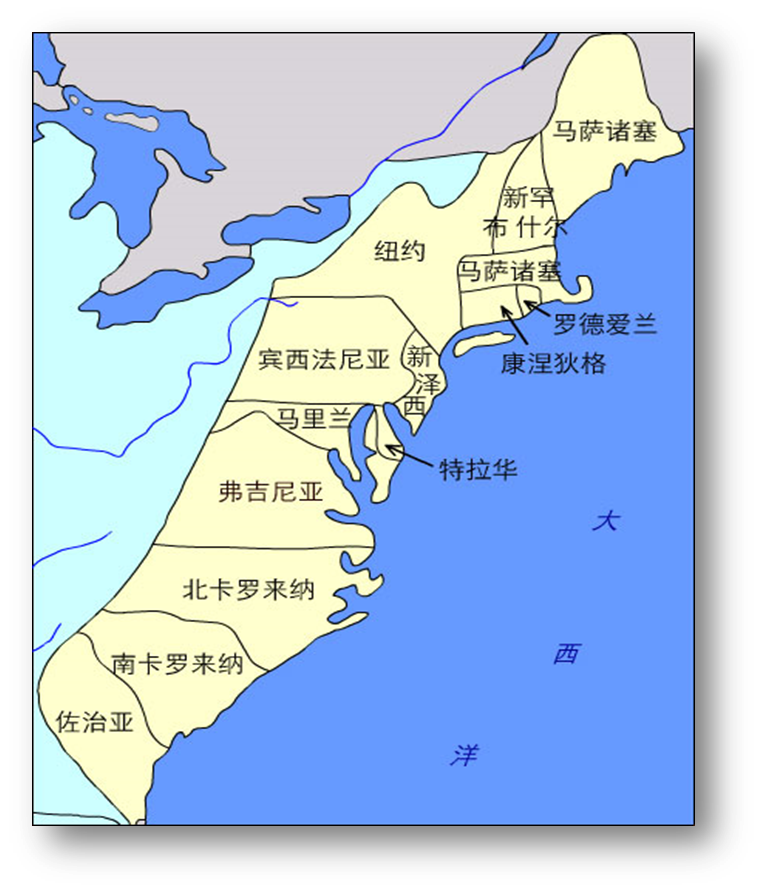 马萨诸塞
新罕
布什尔
纽约
马萨诸塞
罗德爱兰
康涅狄格
宾西法尼亚
新
泽
西
马里兰
特拉华
弗吉尼亚
大
北卡罗来纳
西
南卡罗来纳
佐治亚
洋